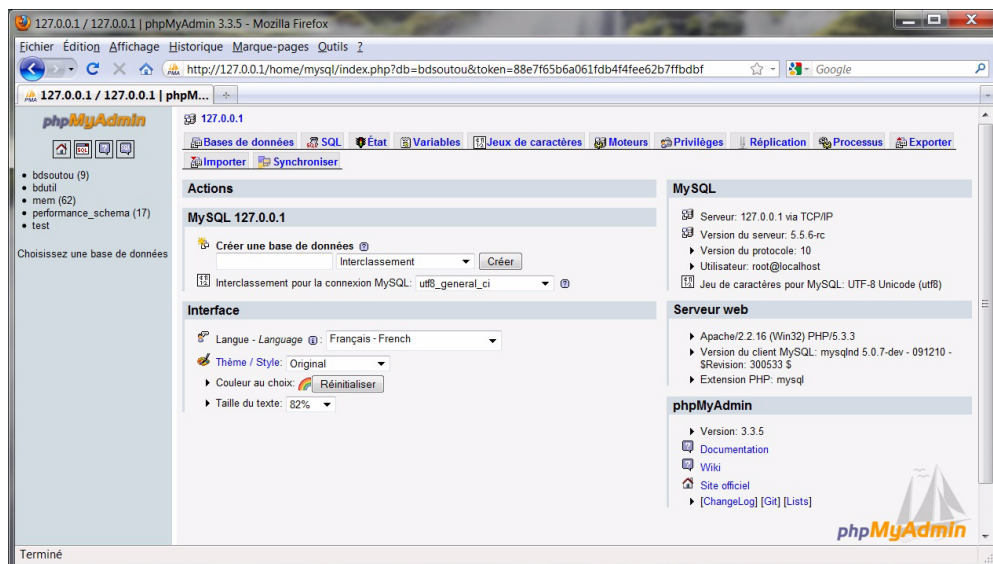 127.0.0.1 / 127.0.0.1 | phpMyAdmin 3.3.5 - Mozilla Firefox
Eichier Édition Affichage Historique Marque-pages Outils ?
http://127.0.0.1/home/mysql/index.php?db=bdsoutou&token=88e7f65b6a061fdb4f4fee62b7ffbdbf
Google
127.0.0.1 / 127.0.0.1 | phpM...
phpMyAdmin
SQL
bdsoutou (9)
bdutil
mem (62)
performance_schema (17)
test
Choisissez une base de données
127.0.0.1
Bases de données SQL État Variables Jeux de caractères Moteurs Privilèges Réplication Processus Exporter
Importer Synchroniser
Actions
MySQL 127.0.0.1
Créer une base de données
Interclassement Créer
Interclassement pour la connexion MySQL: utf8_general_ci
Interface
Langue - Language : Français - French
Thème / Style: Original
Couleur au choix: Réinitialiser
Taille du texte: 82%
MySQL
Serveur: 127.0.0.1 via TCP/IP
Version du serveur: 5.5.6-rc
Version du protocole: 10
Utilisateur: root@localhost
Jeu de caractères pour MySQL: UTF-8 Unicode (utf8)
Serveur web
Apache/2.2.16 (Win32) PHP/5.3.3
Version du client MySQL: mysqlnd 5.0.7-dev - 091210 -
$Revision: 300533 $
Extension PHP: mysql
phpMyAdmin
Version: 3.3.5
Documentation
Wiki
Site officiel
[ChangeLog] [Git] [Lists]
phpMyAdmin
Terminé